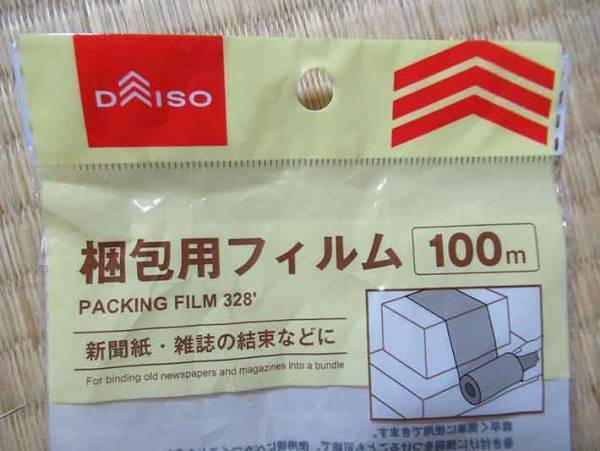 DAISO
梱包用フィルム 100m
PACKING FILM 328'
新聞紙・雑誌の結束などに
For binding old newspapers and magazines into a bundle